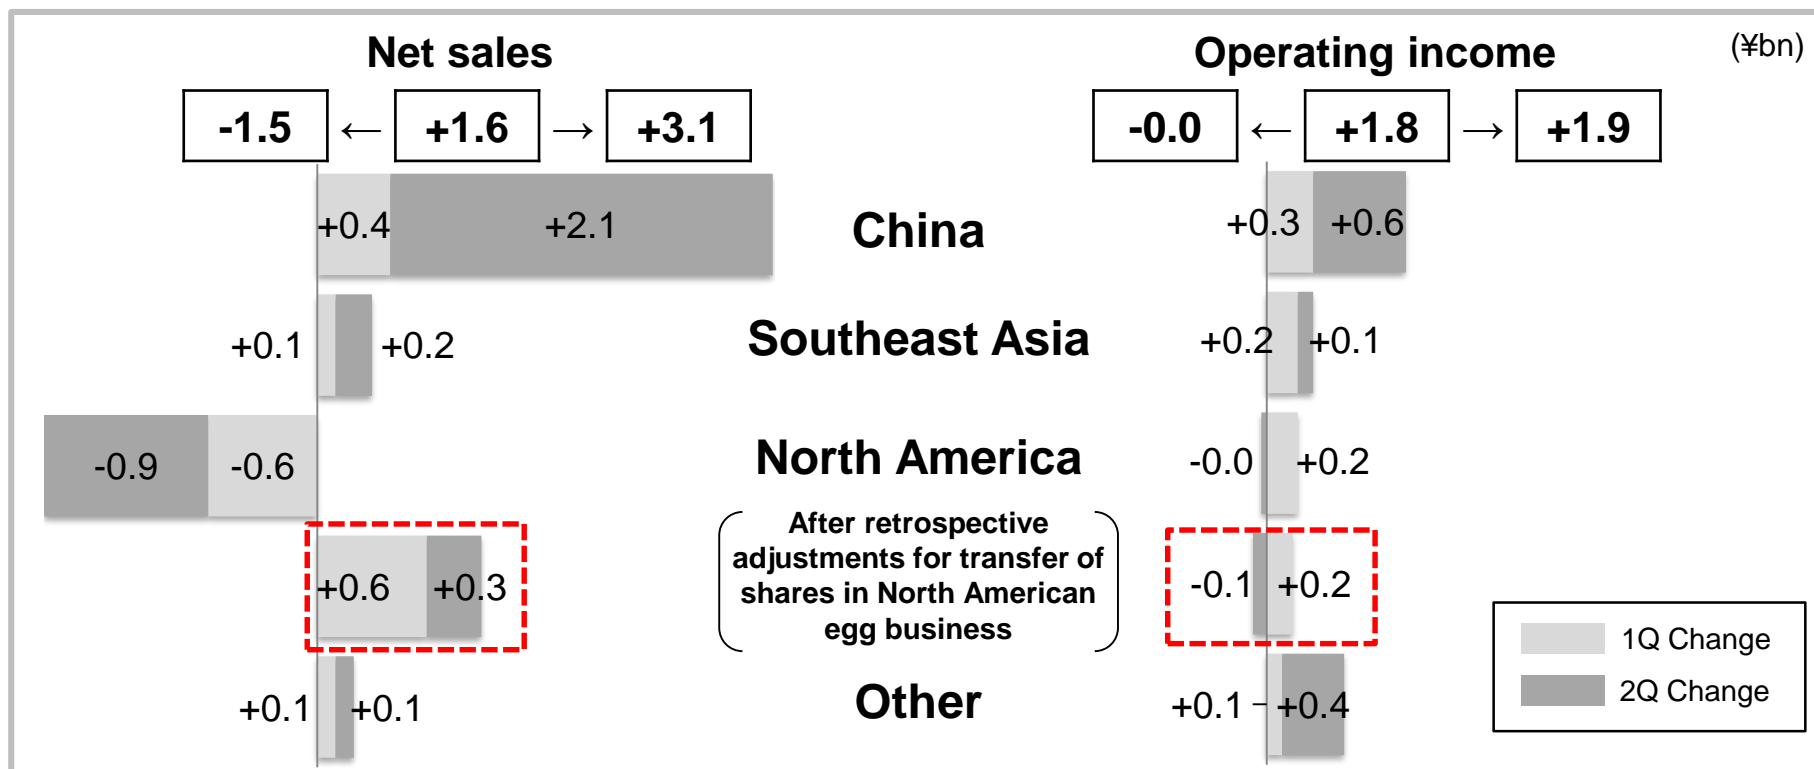 Net sales
Operating income
(¥bn)
-1.5 ← +1.6 → +3.1
-0.0 ← +1.8 → +1.9
+0.4 +2.1
China
+0.3 +0.6
+0.1 +0.2
Southeast Asia
+0.2 +0.1
-0.9 -0.6
North America
-0.0 +0.2
After retrospective
adjustments for transfer of
shares in North American
egg business
+0.6 +0.3
-0.1 +0.2
+0.1 +0.1
Other
+0.1 +0.4
1Q Change
2Q Change